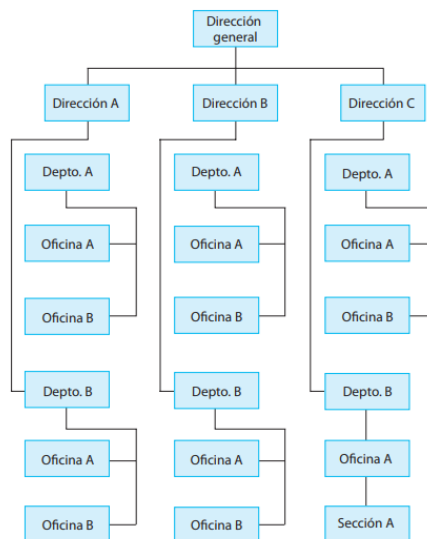 Dirección
general
Dirección A
Dirección B
Dirección C
Depto. A
Depto. A
Depto. A
Oficina A
Oficina A
Oficina A
Oficina B
Oficina B
Oficina B
Depto. B
Depto. B
Depto. B
Oficina A
Oficina A
Oficina A
Oficina B
Oficina B
Sección A